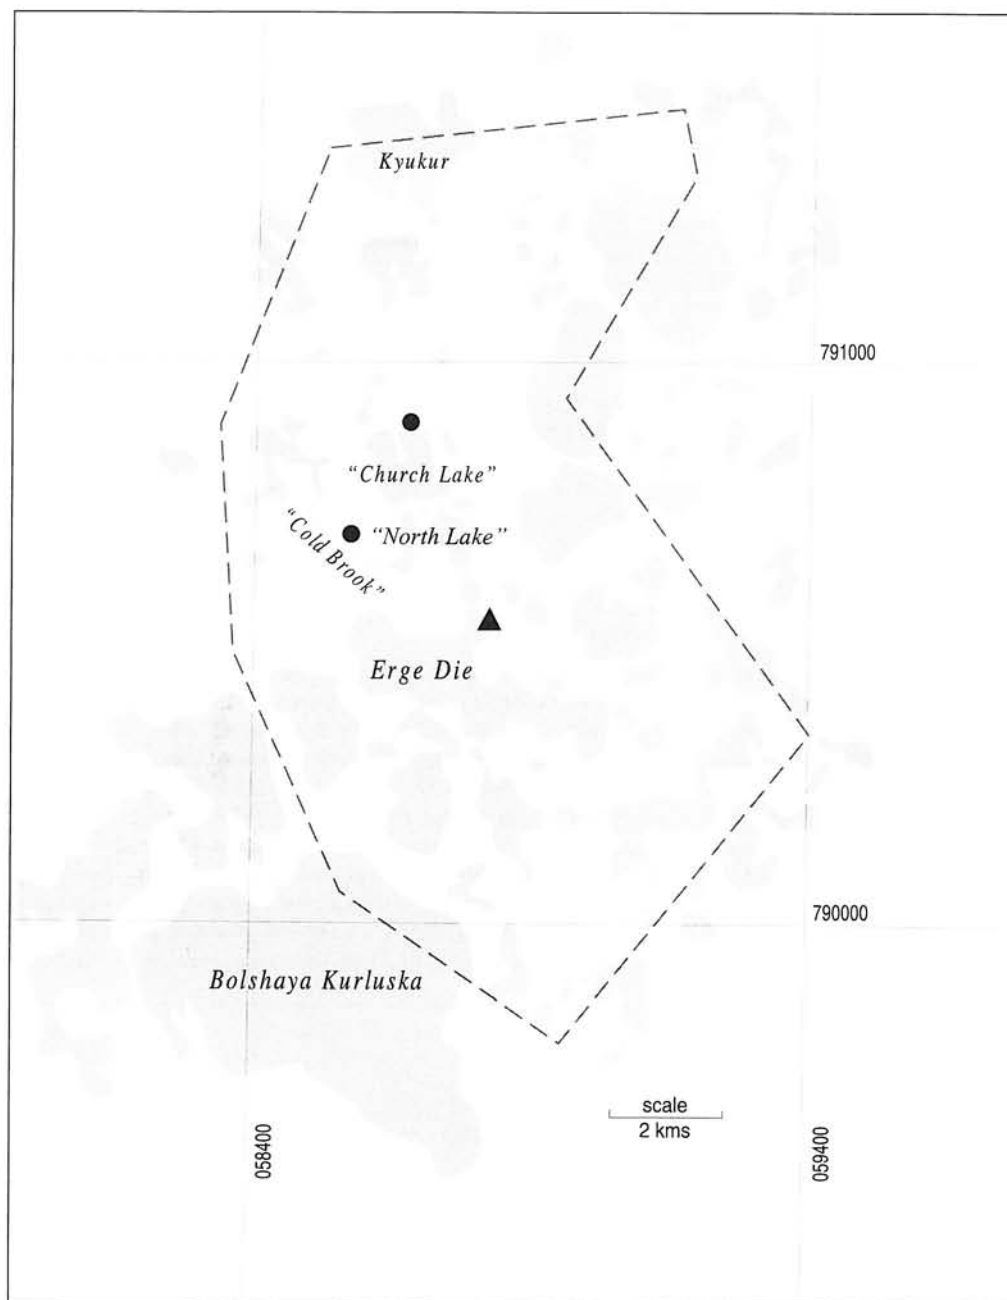 Kyukur
791000
“Church Lake”
“Cold Brook”
“North Lake”
Erge Die
790000
Bolshaya Kurluska
scale
2 kms
058400
059400